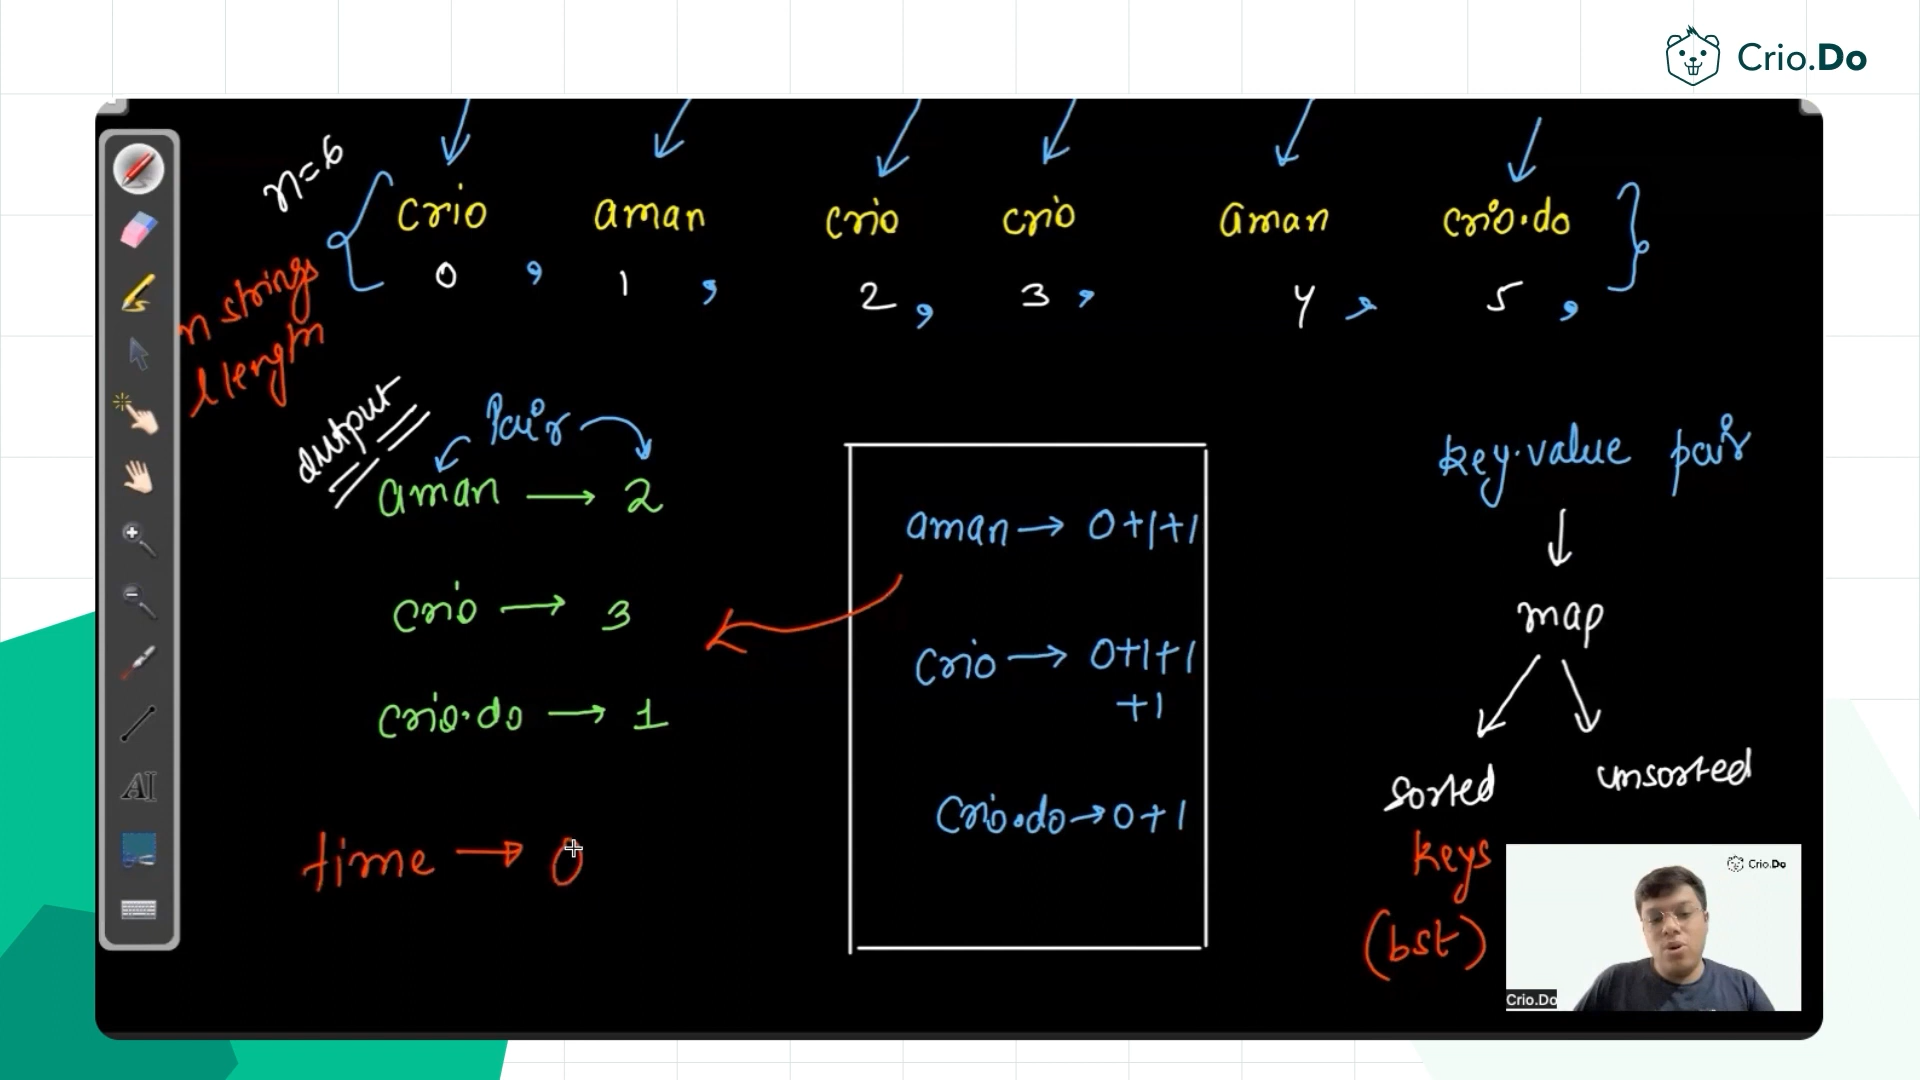 Crio.Do
n=6
crio aman crio crio aman crio.do
0 , 1 , 2 , 3 , 4 , 5 ,
n strings
l length
output
Pair
aman → 2
crio → 3
crio.do → 1
time → 0
aman → 0+1+1
crio → 0+1+1
+1
crio.do → 0+1
key.value pair
map
sorted unsorted
keys
(bst)
AI
Crio.Do
Crio.Do